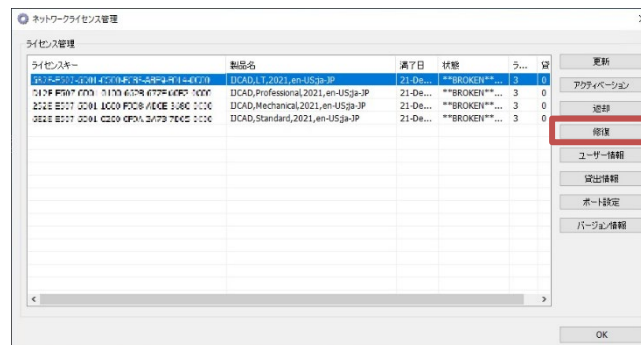 ネットワークライセンス管理
ライセンス管理
ライセンスキー 製品名 満了日 状態 ラ... 貸
IJCAD,LT,2021,en-US;ja-JP 21-De... **BROKEN**... 3 0
IJCAD,Professional,2021,en-US;ja-JP 21-De... **BROKEN**... 3 0
IJCAD,Mechanical,2021,en-US;ja-JP 21-De... **BROKEN**... 3 0
IJCAD,Standard,2021,en-US;ja-JP 21-De... **BROKEN**... 3 0
更新
アクティベーション
返却
修復
ユーザー情報
貸出情報
ポート設定
バージョン情報
OK